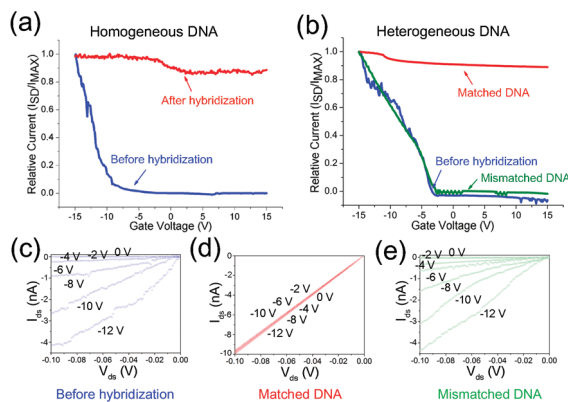 (a)
Homogeneous DNA
Relative Current (ISD/IMAX)
1.0
0.8
0.6
0.4
0.2
0.0
After hybridization
Before hybridization
-15 -10 -5 0 5 10 15
Gate Voltage (V)
(b)
Heterogeneous DNA
Relative Current (ISD/IMAX)
1.0
0.8
0.6
0.4
0.2
0.0
Matched DNA
Before hybridization
Mismatched DNA
-15 -10 -5 0 5 10 15
Gate Voltage (V)
(c)
Ids (nA)
0
-1
-2
-3
-4
-4 V -2 V 0 V
-6 V
-8 V
-10 V
-12 V
-0.10 -0.08 -0.06 -0.04 -0.02 0.00
Vds (V)
Before hybridization
(d)
Ids (nA)
0
-2
-4
-6
-8
-10
-2 V
0 V
-6 V
-4 V
-10 V
-8 V
-12 V
-0.10 -0.08 -0.06 -0.04 -0.02 0.00
Vds (V)
Matched DNA
(e)
Ids (nA)
0
-1
-2
-3
-4
-2 V 0 V
-4 V
-6 V
-8 V
-10 V
-12 V
-0.10 -0.08 -0.06 -0.04 -0.02 0.00
Vds (V)
Mismatched DNA